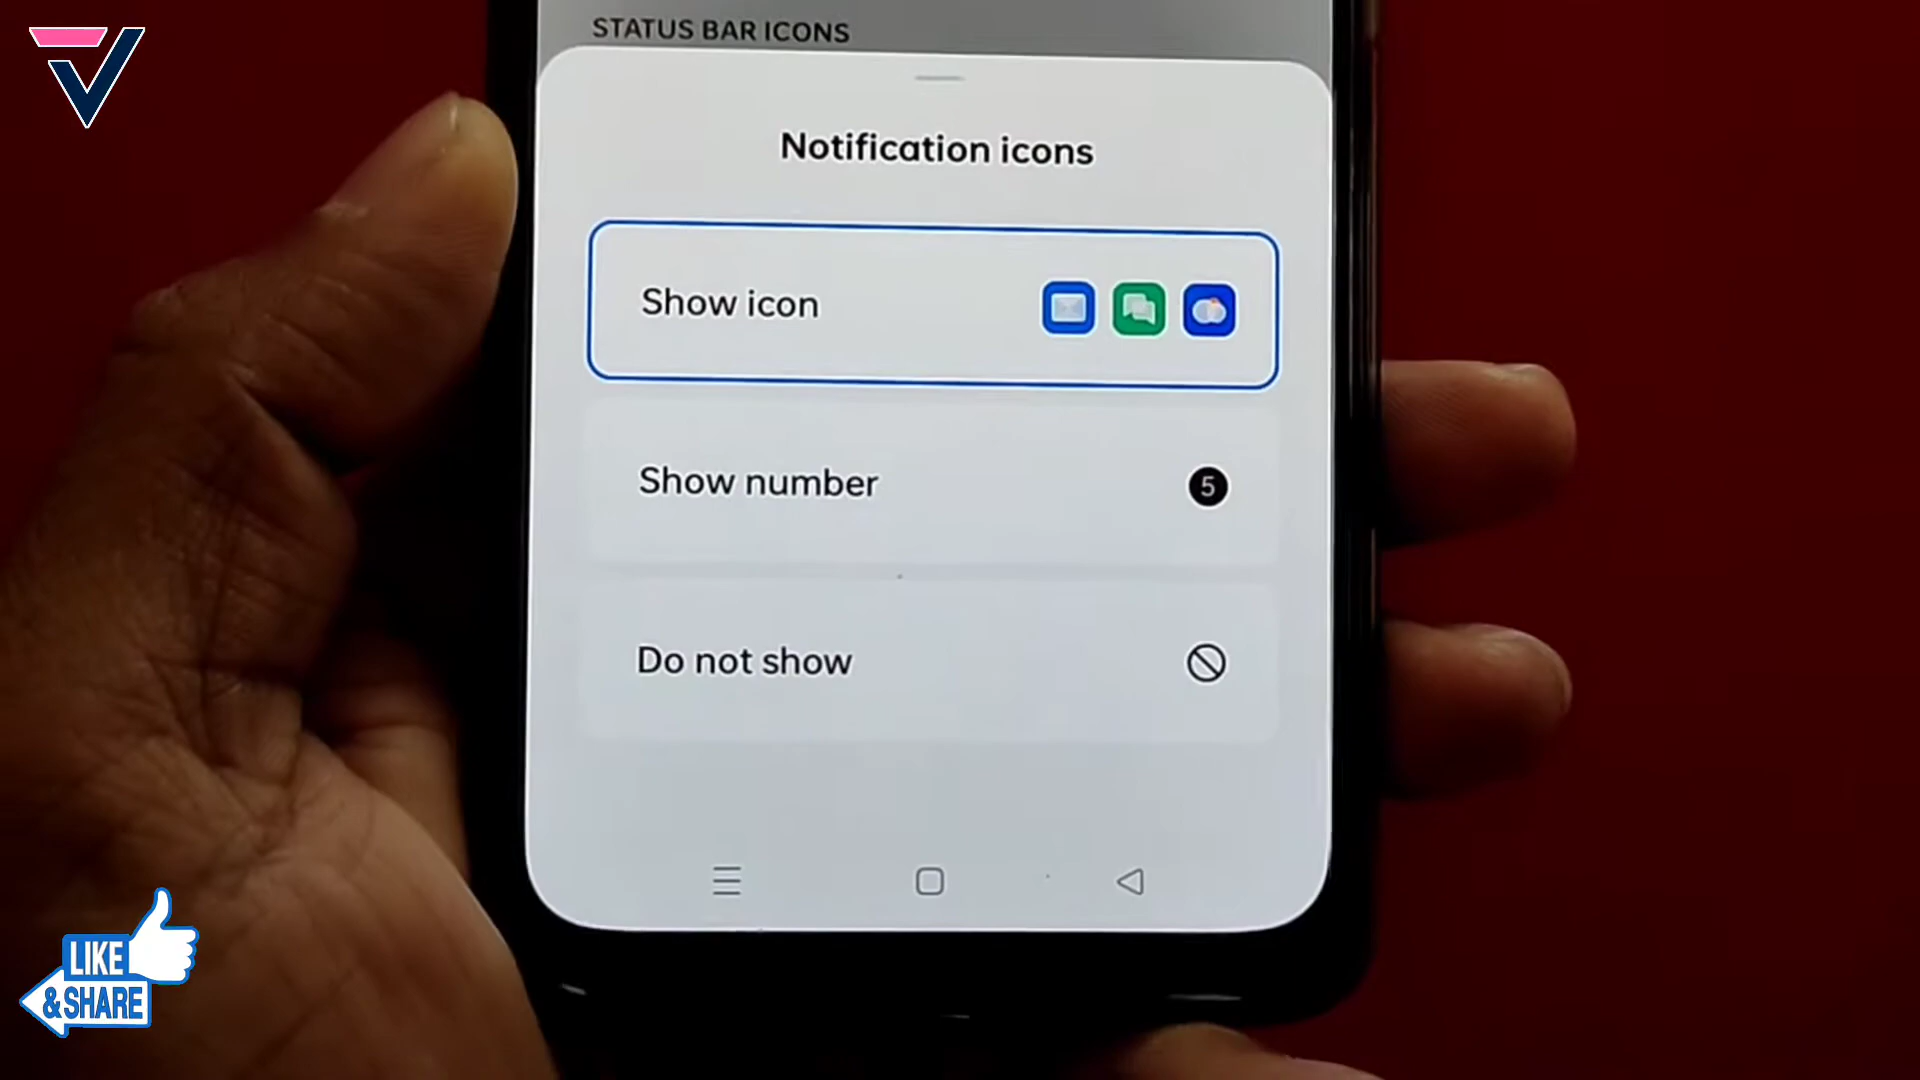 STATUS BAR ICONS
Notification icons
Show icon
Show number
5
Do not show
LIKE
& SHARE